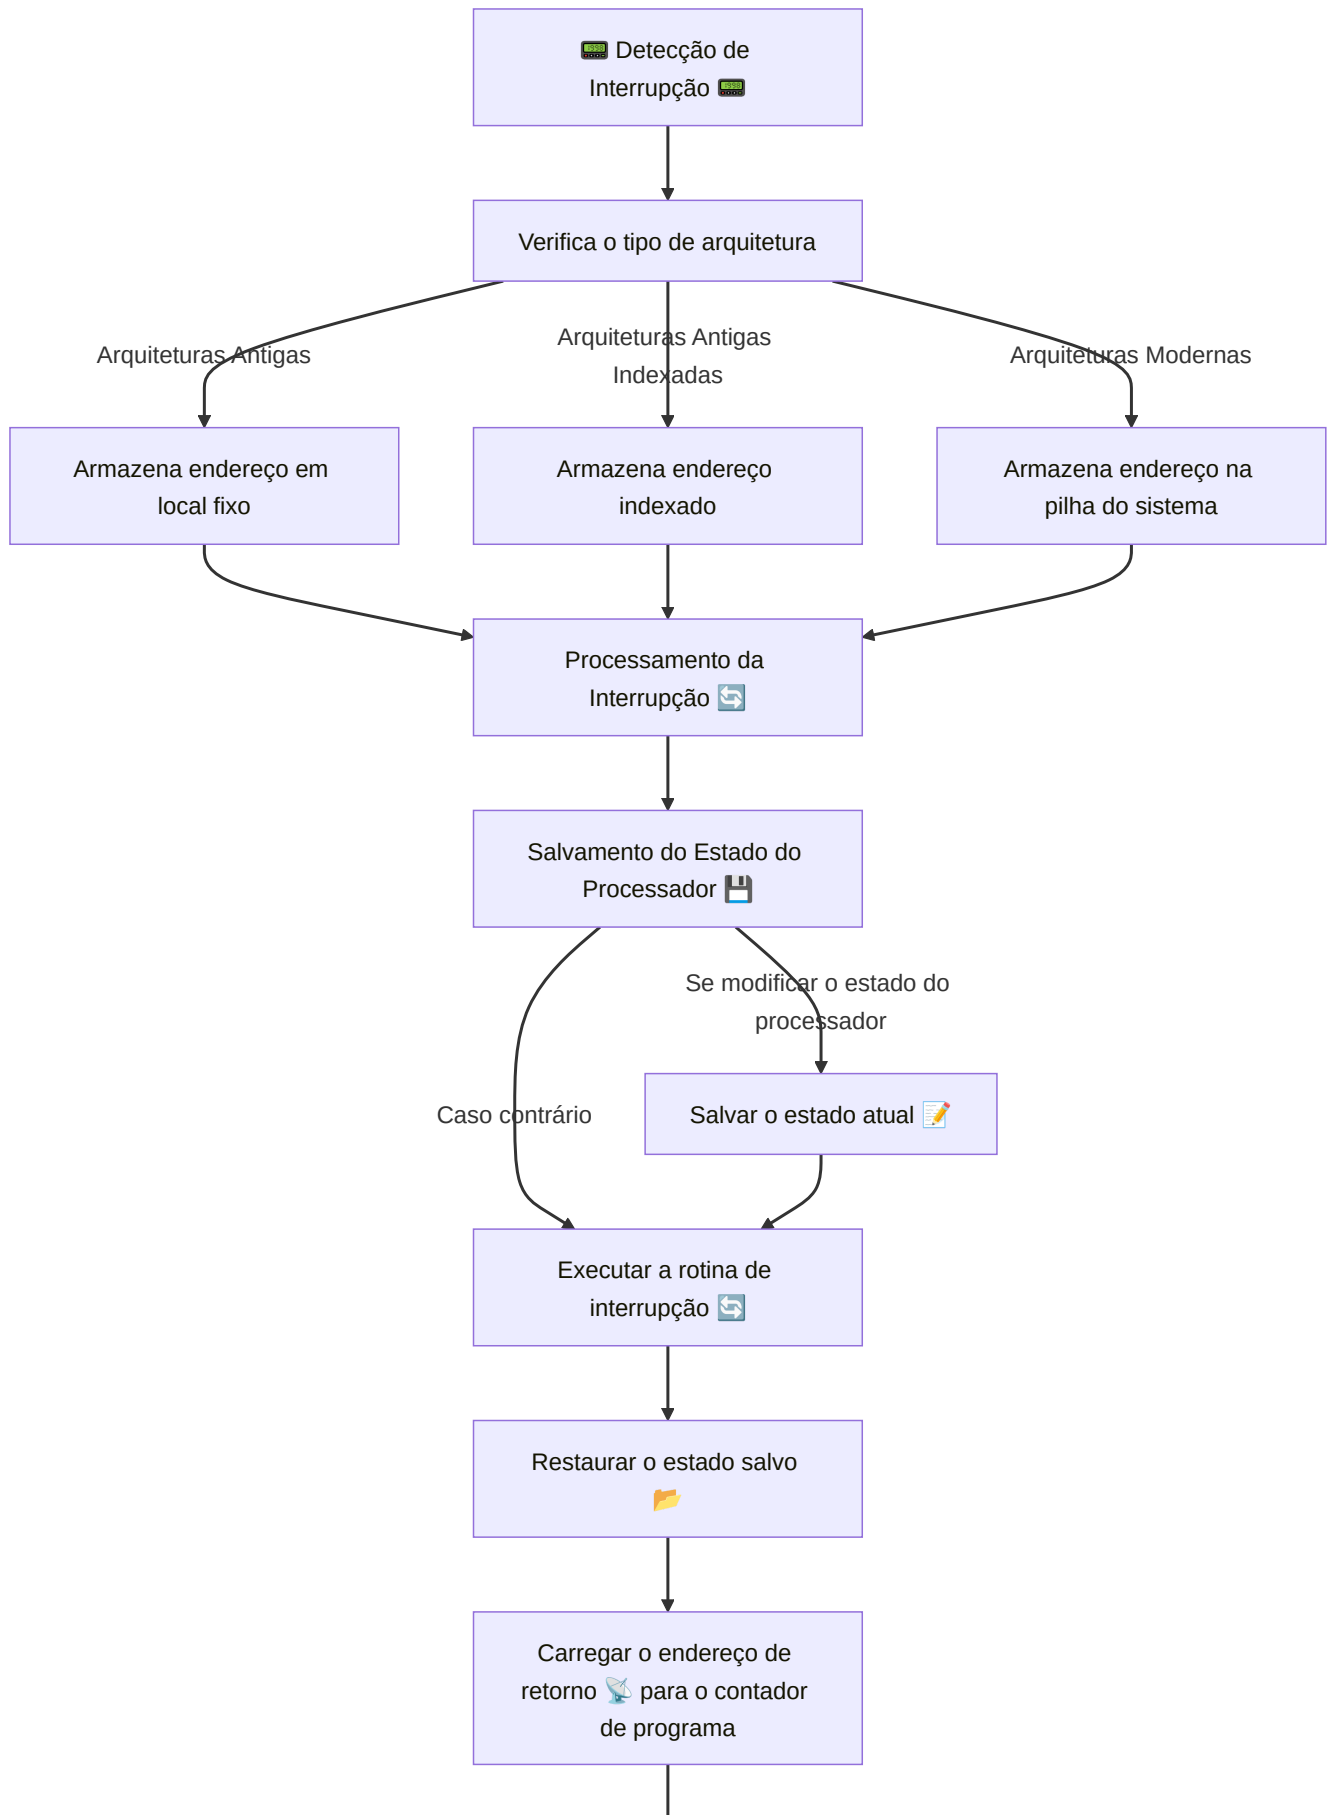 📟 Detecção de
Interrupção 📟
Verifica o tipo de arquitetura
Arquiteturas Antigas
Arquiteturas Antigas
Indexadas
Arquiteturas Modernas
Armazena endereço em
local fixo
Armazena endereço
indexado
Armazena endereço na
pilha do sistema
Processamento da
Interrupção 🔄
Salvamento do Estado do
Processador 💾
Se modificar o estado do
processador
Caso contrário
Salvar o estado atual 📝
Executar a rotina de
interrupção 🔄
Restaurar o estado salvo
📂
Carregar o endereço de
retorno 📡 para o contador
de programa